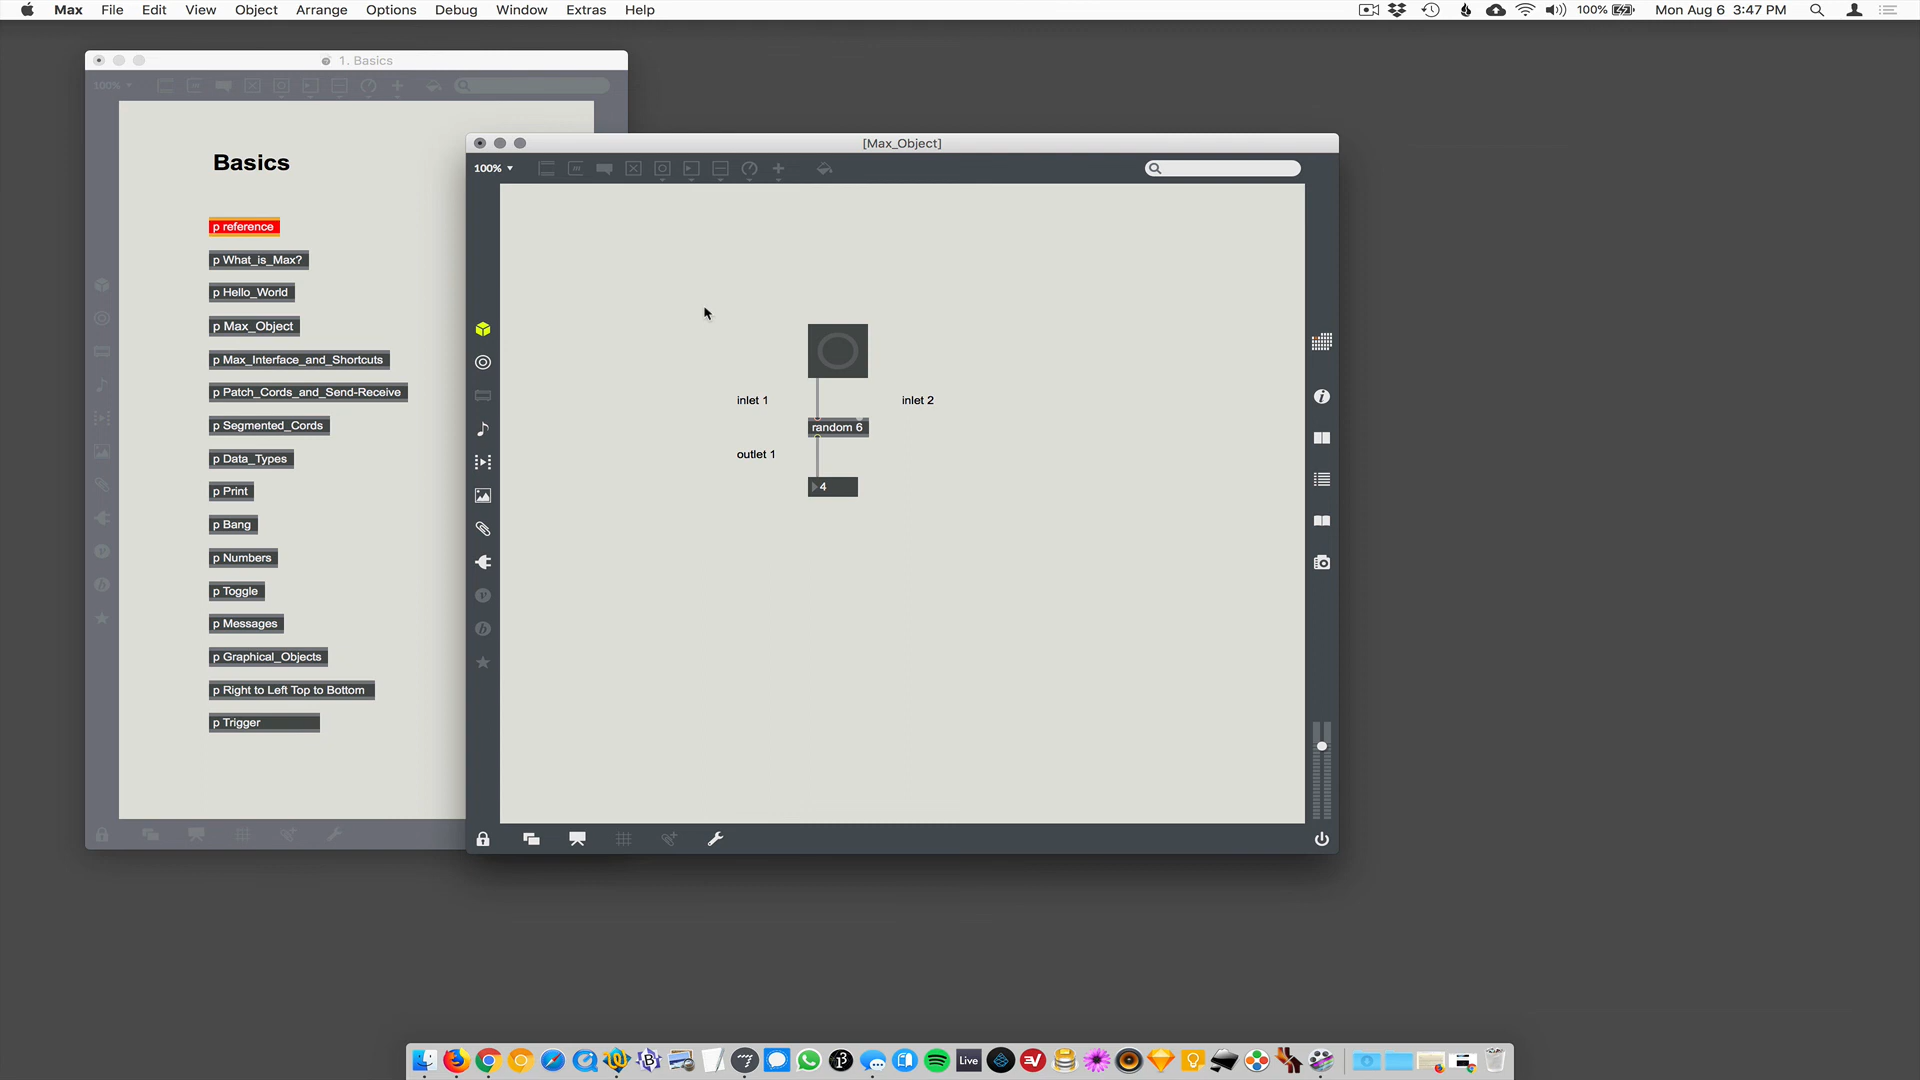 Max File Edit View Object Arrange Options Debug Window Extras Help 100% Mon Aug 6 3:47 PM
1. Basics
100%
Basics
p reference
p What_is_Max?
p Hello_World
p Max_Object
p Max_Interface_and_Shortcuts
p Patch_Cords_and_Send-Receive
p Segmented_Cords
p Data_Types
p Print
p Bang
p Numbers
p Toggle
p Messages
p Graphical_Objects
p Right to Left Top to Bottom
p Trigger
[Max_Object]
100%
inlet 1
inlet 2
random 6
outlet 1
4
Live